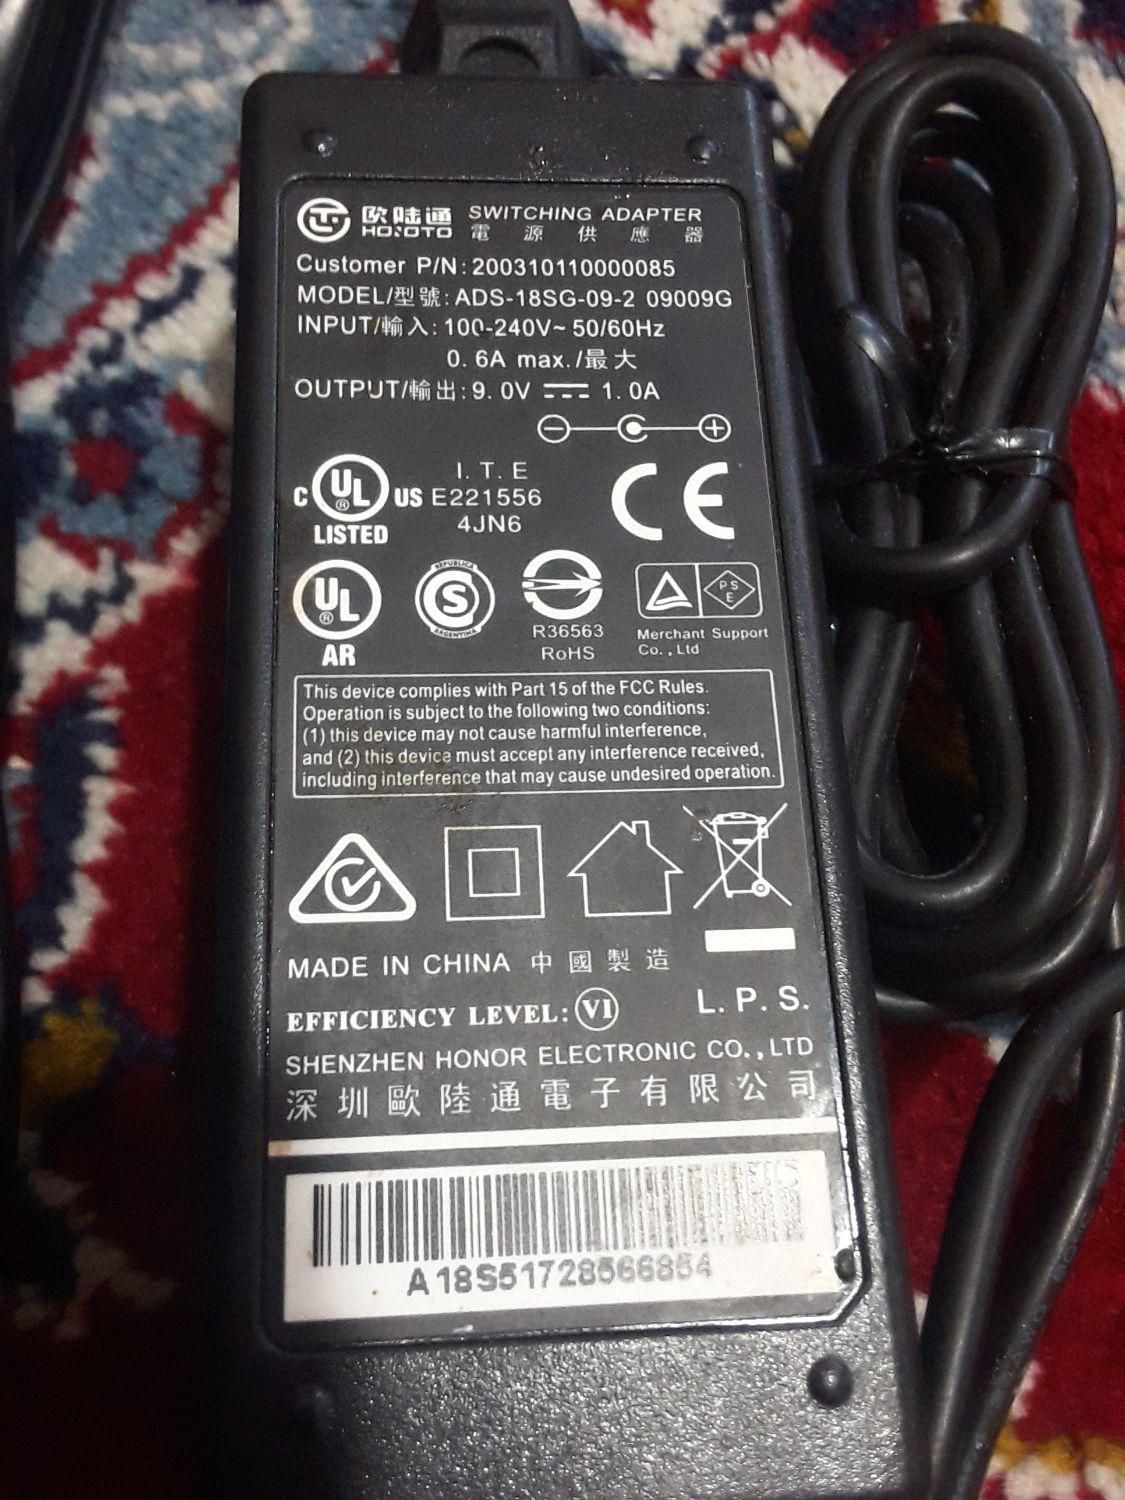 欧陆通 SWITCHING ADAPTER
HONOTO 電源供應器
Customer P/N:200310110000085
MODEL/型號:ADS-18SG-09-2 09009G
INPUT/輸入:100-240V~50/60Hz
0.6A max./最大
OUTPUT/輸出:9.0V 1.0A
C UL US
®
LISTED
I.T.E
E221556
4JN6
CE
UL
®
AR
REPUBLICA
S
ARGENTINA
R36563
RoHS
PS
E
Merchant Support
Co.,Ltd
This device complies with Part 15 of the FCC Rules.
Operation is subject to the following two conditions:
(1) this device may not cause harmful interference,
and (2) this device must accept any interference received,
including interference that may cause undesired operation.
MADE IN CHINA 中國製造
EFFICIENCY LEVEL: VI
L.P.S.
SHENZHEN HONOR ELECTRONIC CO.,LTD
深圳歐陸通電子有限公司
A18S51728566854